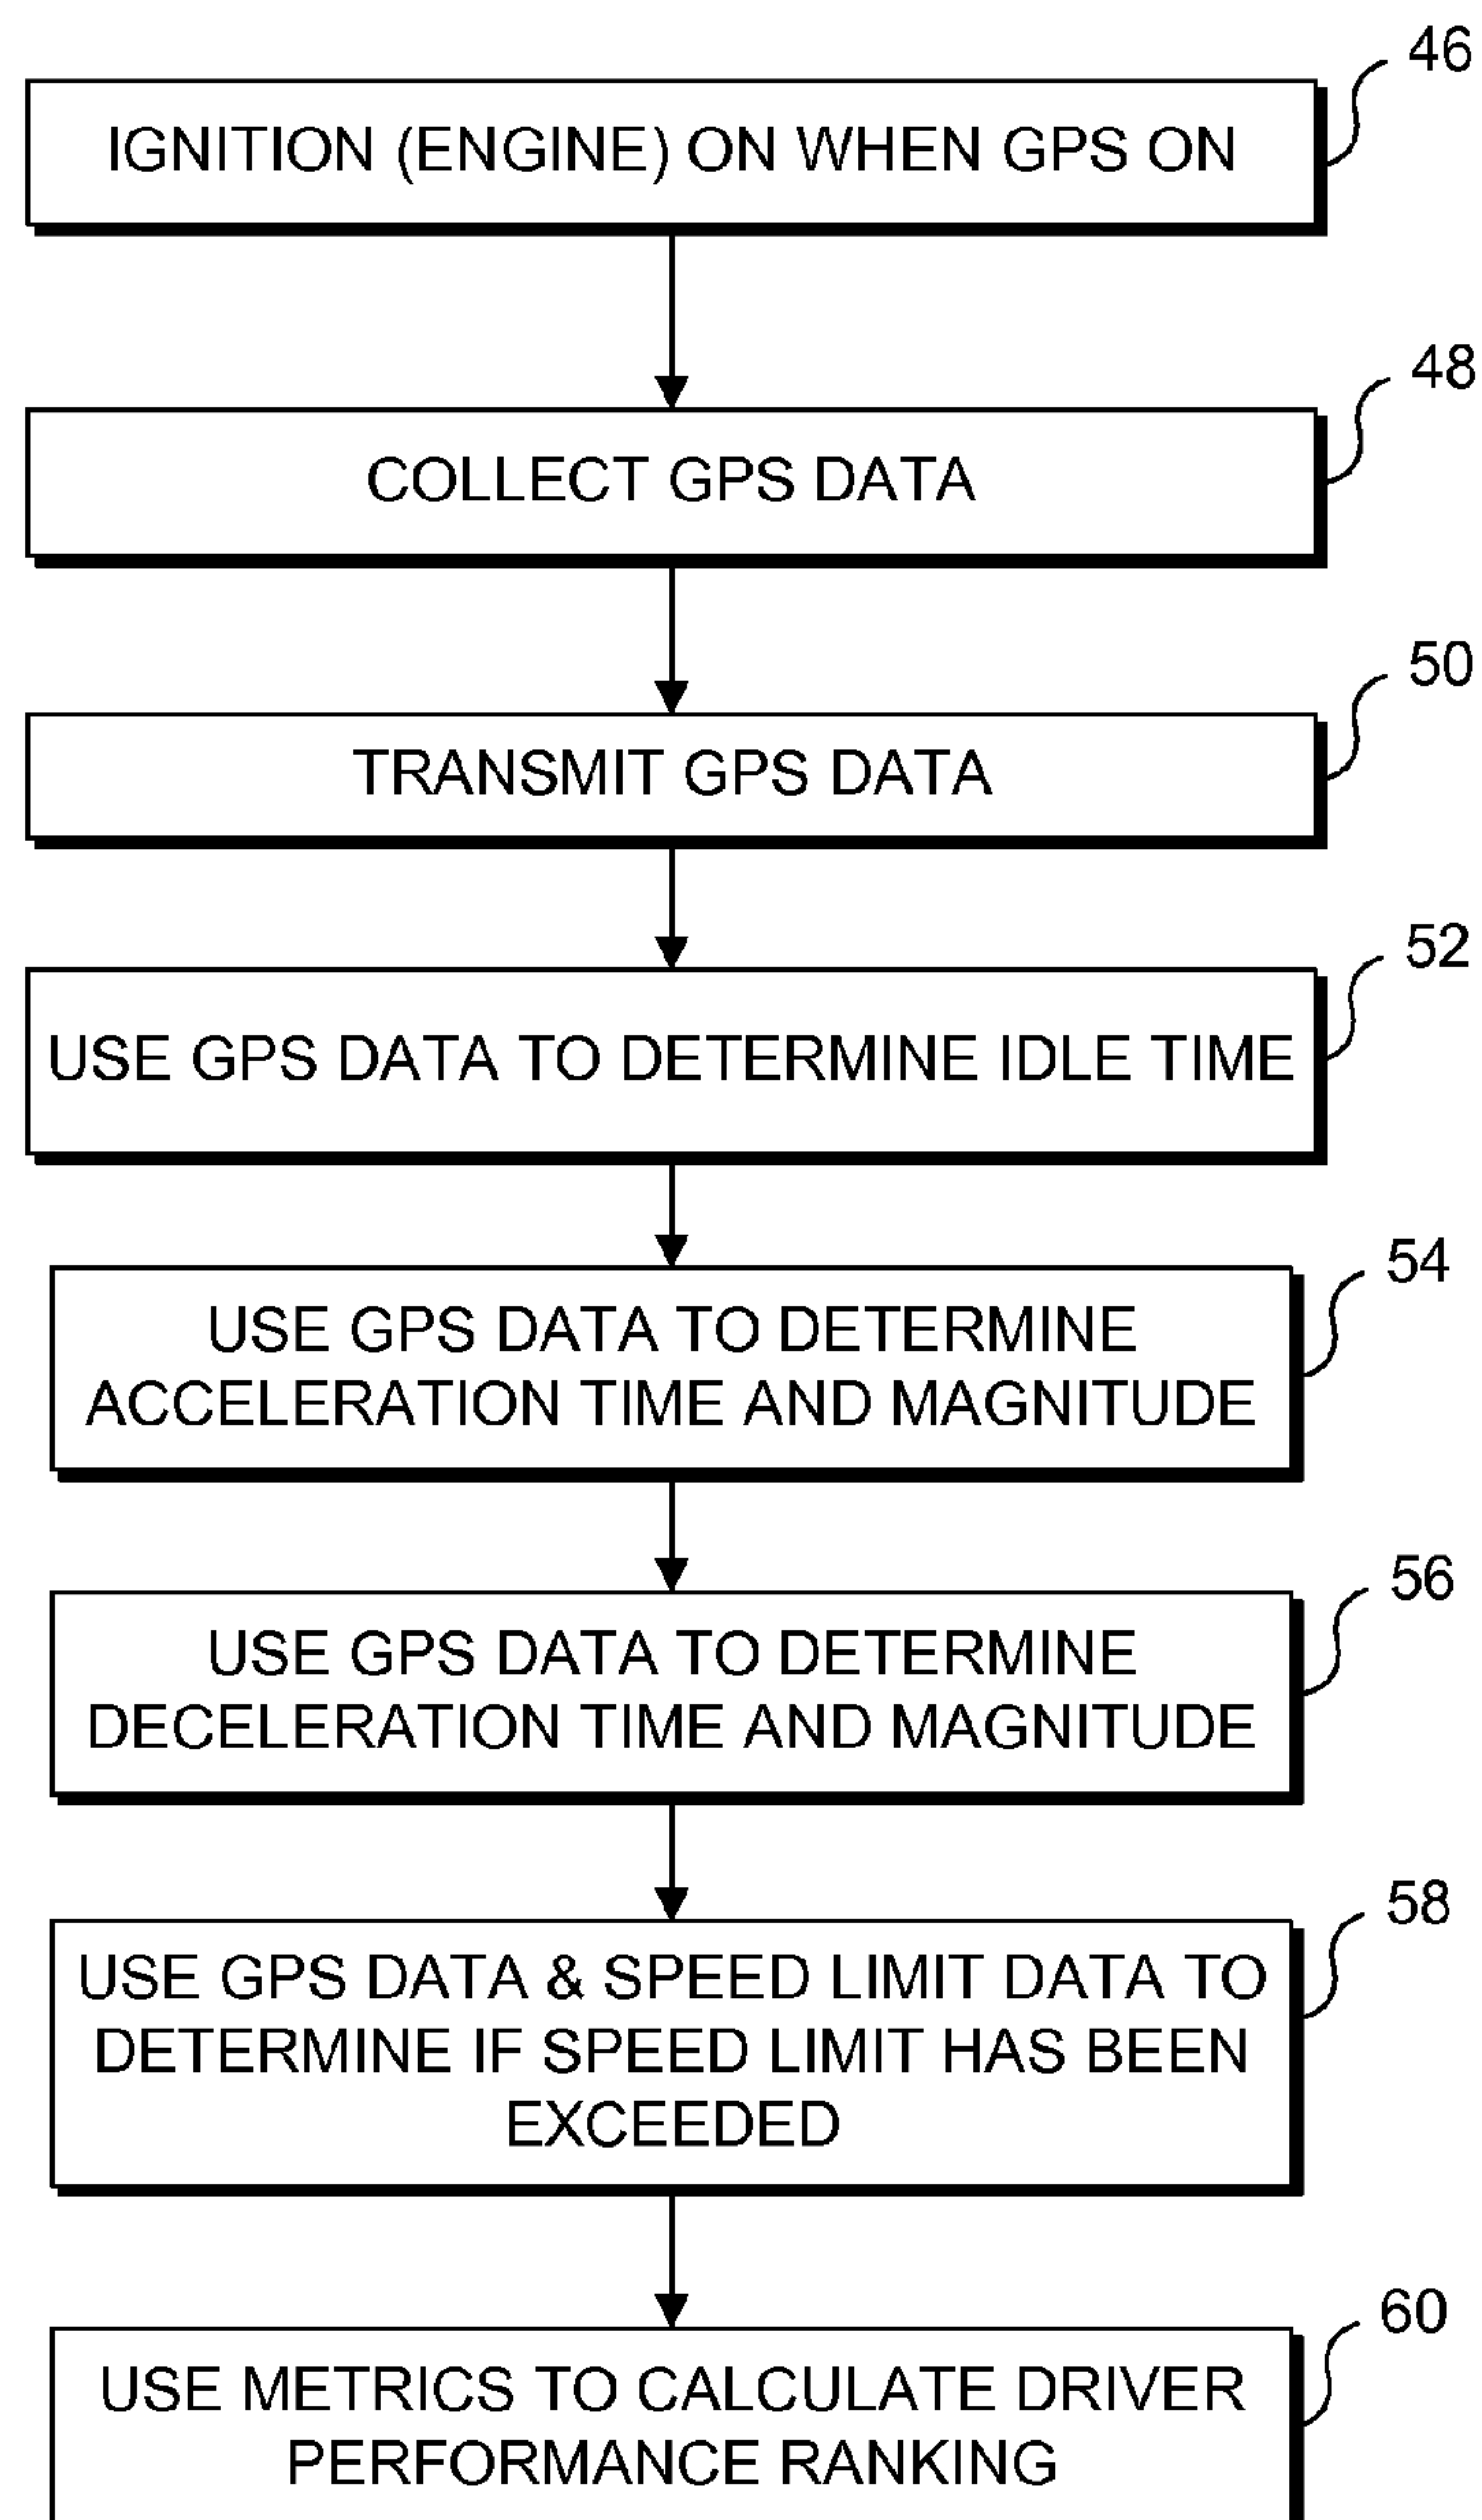 46
IGNITION (ENGINE) ON WHEN GPS ON
48
COLLECT GPS DATA
50
TRANSMIT GPS DATA
52
USE GPS DATA TO DETERMINE IDLE TIME
54
USE GPS DATA TO DETERMINE
ACCELERATION TIME AND MAGNITUDE
56
USE GPS DATA TO DETERMINE
DECELERATION TIME AND MAGNITUDE
58
USE GPS DATA & SPEED LIMIT DATA TO
DETERMINE IF SPEED LIMIT HAS BEEN
EXCEEDED
60
USE METRICS TO CALCULATE DRIVER
PERFORMANCE RANKING